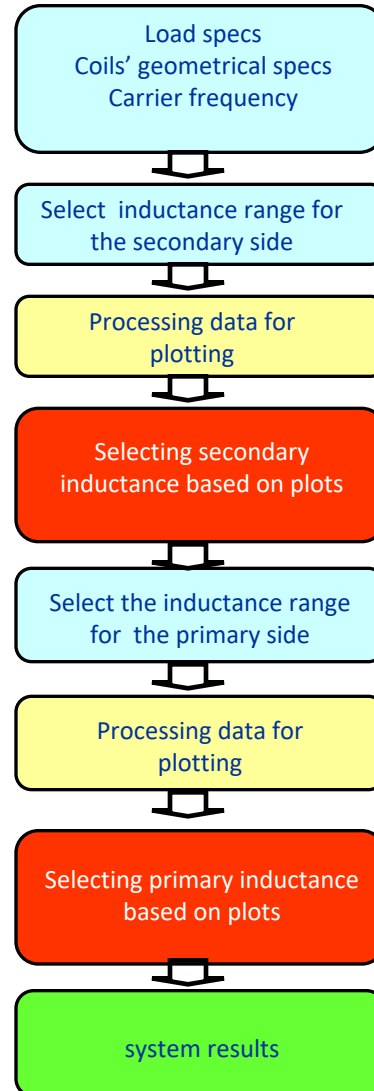 Load specs
Coils' geometrical specs
Carrier frequency
Select inductance range for
the secondary side
Processing data for
plotting
Selecting secondary
inductance based on plots
Select the inductance range
for the primary side
Processing data for
plotting
Selecting primary inductance
based on plots
system results